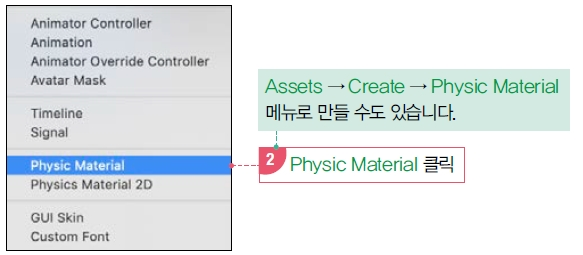 Animator Controller
Animation
Animator Override Controller
Avatar Mask
Timeline
Signal
Physic Material
Physics Material 2D
GUI Skin
Custom Font
Assets → Create → Physic Material
메뉴로 만들 수도 있습니다.
2 Physic Material 클릭